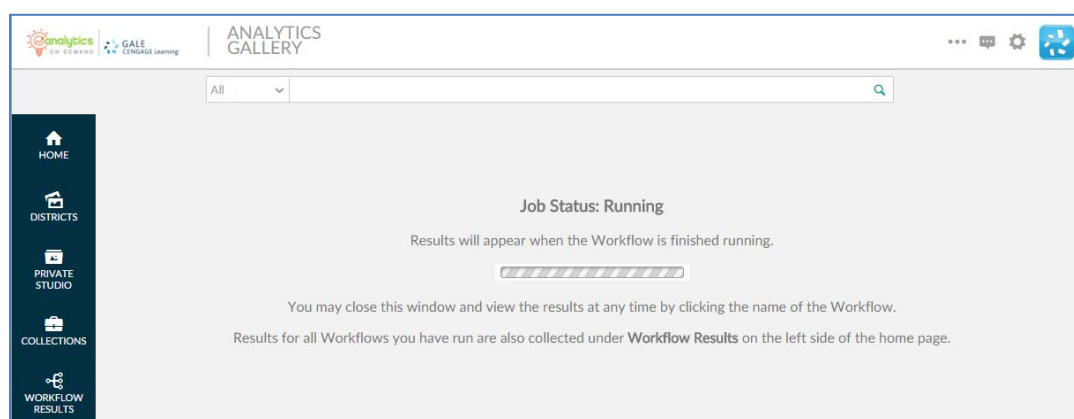 analytics
ON DEMAND
GALE
CENGAGE Learning
ANALYTICS
GALLERY
All
HOME
DISTRICTS
PRIVATE
STUDIO
COLLECTIONS
WORKFLOW
RESULTS
Job Status: Running
Results will appear when the Workflow is finished running.
You may close this window and view the results at any time by clicking the name of the Workflow.
Results for all Workflows you have run are also collected under Workflow Results on the left side of the home page.